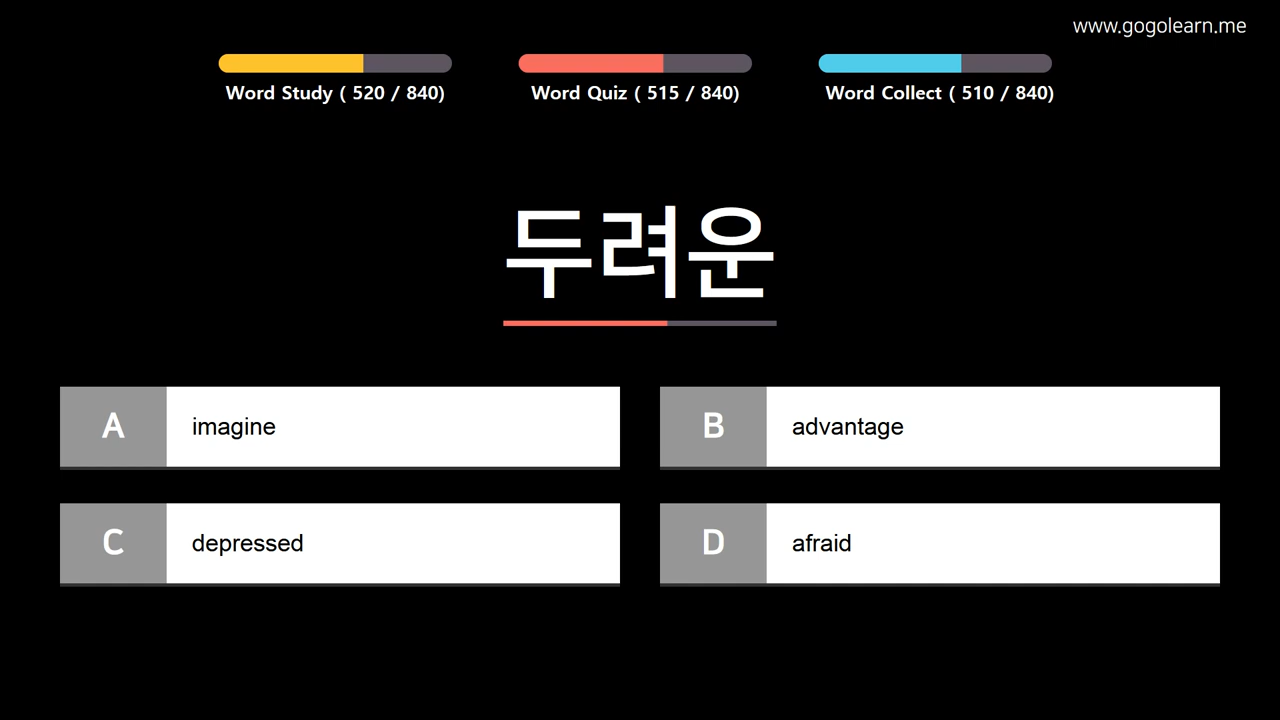 www.gogolearn.me
Word Study ( 520 / 840) Word Quiz ( 515 / 840) Word Collect ( 510 / 840)
두려운
A imagine
B advantage
C depressed
D afraid